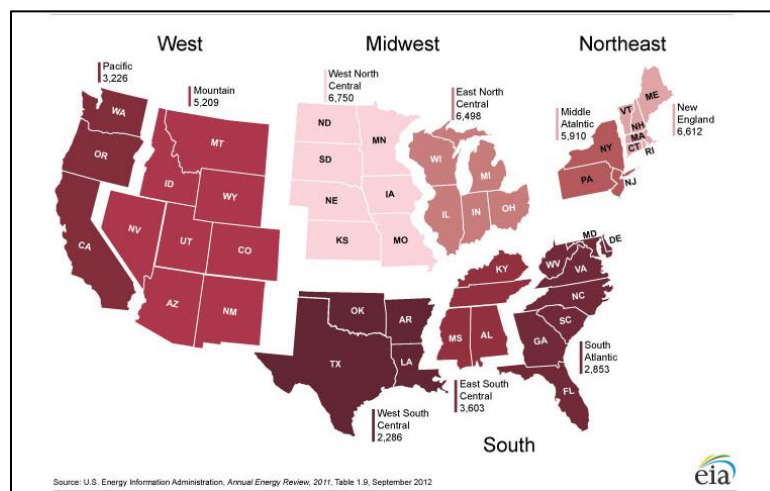 West
Midwest
Northeast
Pacific
3,226
Mountain
5,209
West North
Central
6,750
East North
Central
6,498
Middle
Atalntic
5,910
New
England
6,612
WA
OR
CA
MT
ID
WY
NV
UT
CO
AZ
NM
ND
MN
SD
IA
NE
KS
MO
WI
MI
IL
IN
OH
ME
VT
NH
MA
CT
RI
NY
PA
NJ
MD
DE
WV
VA
NC
SC
GA
FL
KY
MS
AL
OK
AR
TX
LA
South
Atlantic
2,853
East South
Central
3,603
West South
Central
2,286
South
Source: U.S. Energy Information Administration, Annual Energy Review, 2011, Table 1.9, September 2012
eia